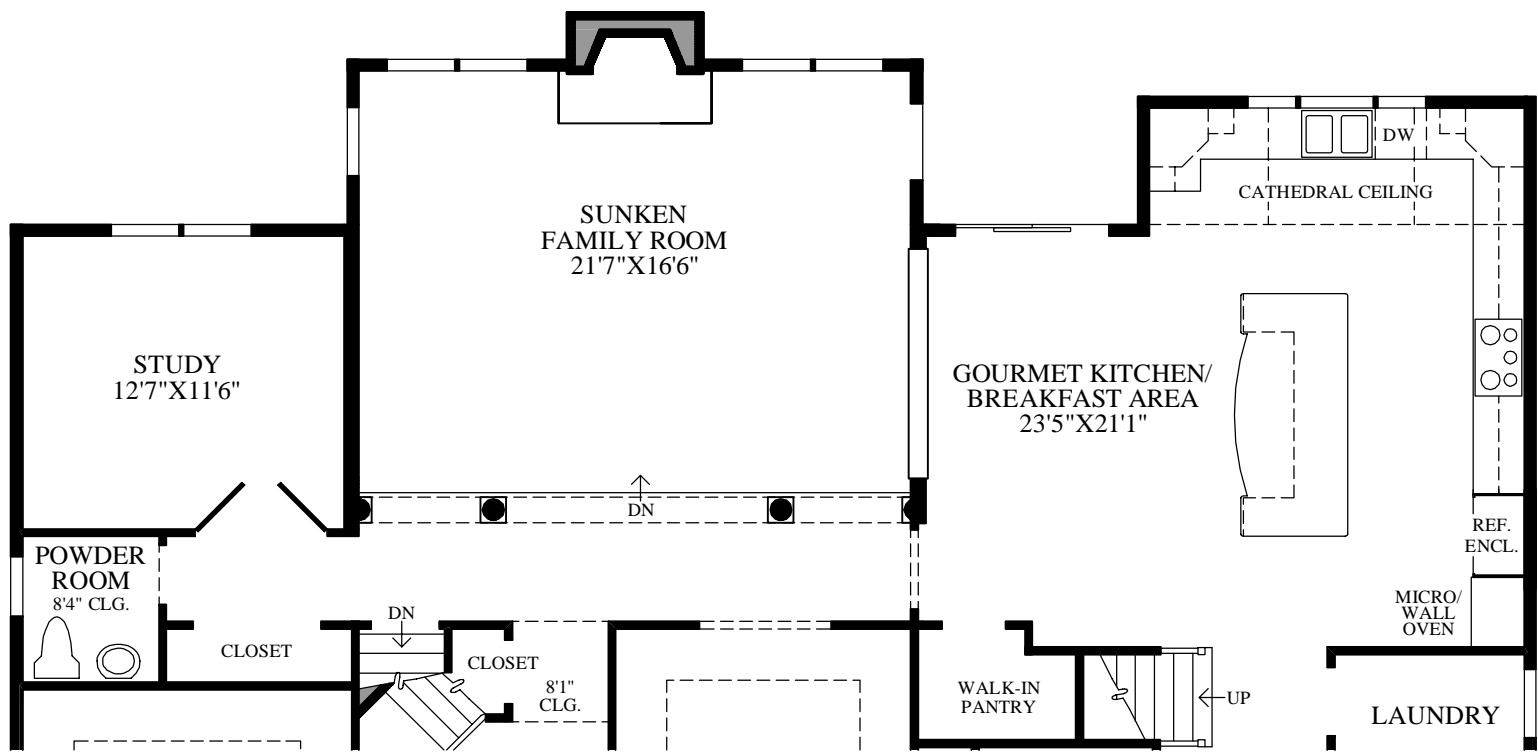 DW
CATHEDRAL CEILING
SUNKEN
FAMILY ROOM
21'7"X16'6"
STUDY
12'7"X11'6"
GOURMET KITCHEN/
BREAKFAST AREA
23'5"X21'1"
DN
REF.
ENCL.
POWDER
ROOM
8'4" CLG.
MICRO/
WALL
OVEN
DN
CLOSET
CLOSET
8'1"
CLG.
WALK-IN
PANTRY
UP
LAUNDRY